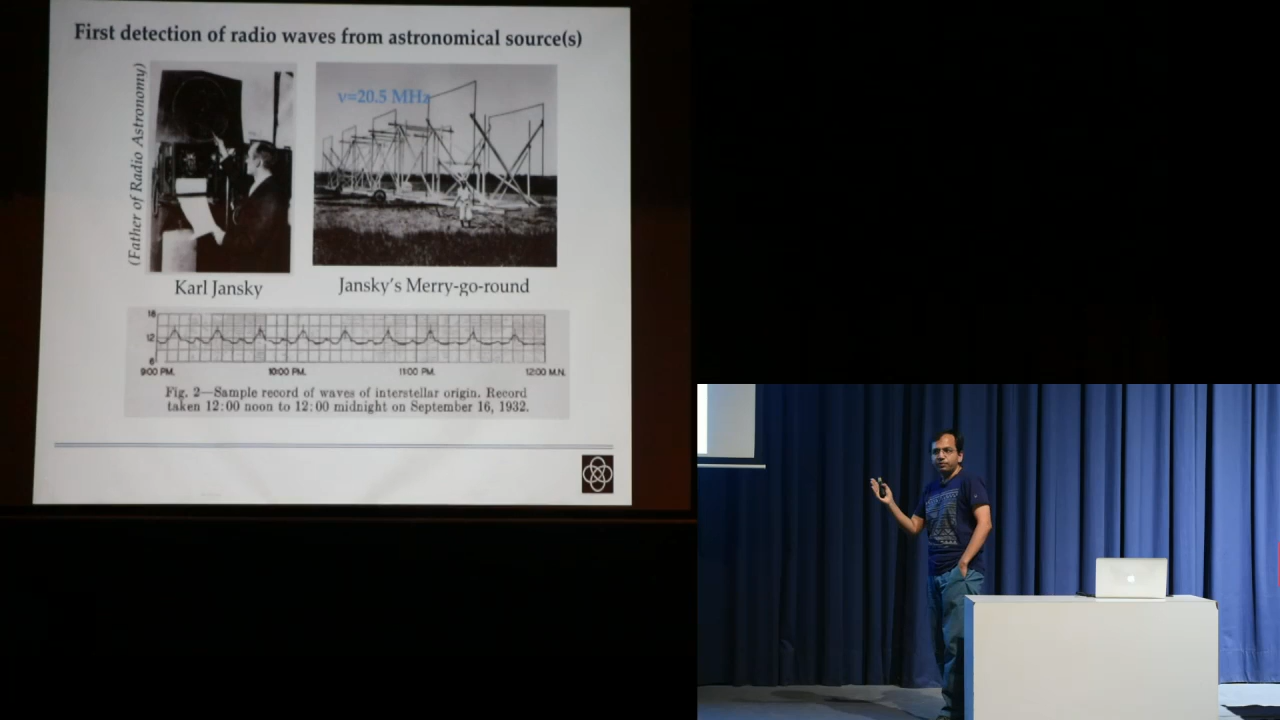 First detection of radio waves from astronomical source(s)
(Father of Radio Astronomy)
ν=20.5 MHz
Karl Jansky
Jansky's Merry-go-round
18
12
6
9:00 PM.
10:00 PM.
11:00 PM.
12:00 M.N.
Fig. 2—Sample record of waves of interstellar origin. Record
taken 12:00 noon to 12:00 midnight on September 16, 1932.